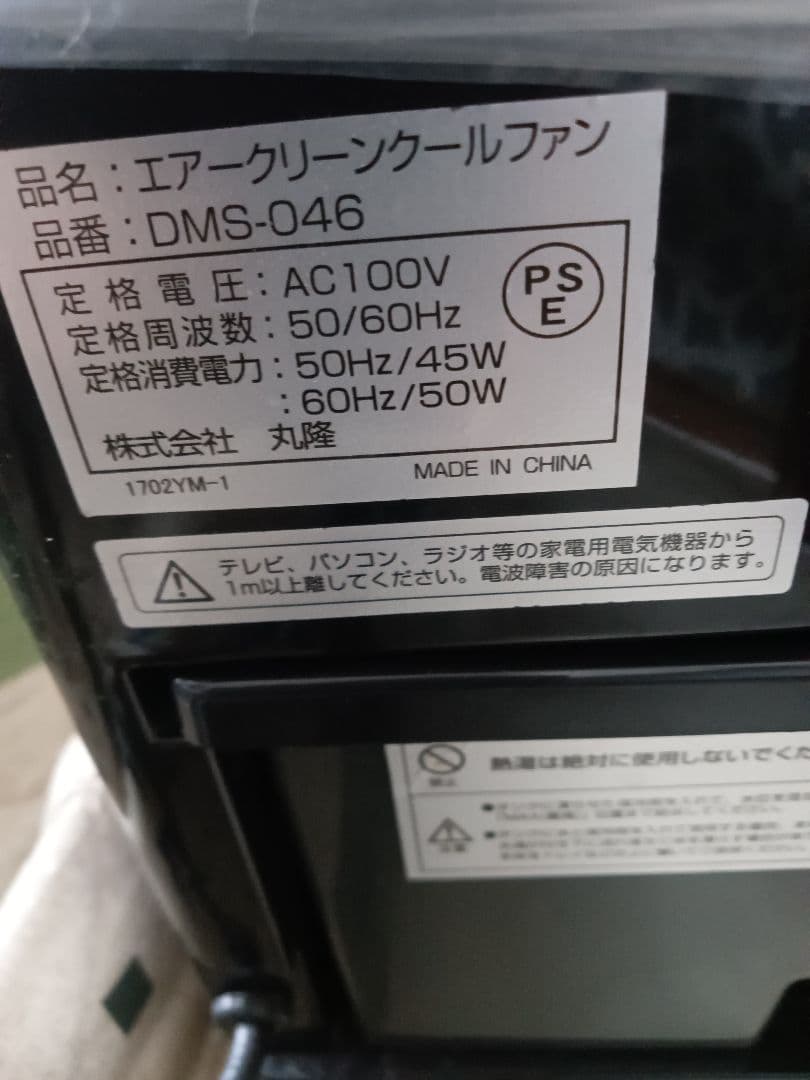 品名：エアークリーンクールファン
品番：DMS-046
定格電圧：AC100V
定格周波数：50/60Hz
定格消費電力：50Hz/45W
：60Hz/50W
PS
E
株式会社 丸隆
1702YM-1
MADE IN CHINA
テレビ、パソコン、ラジオ等の家電用電気機器から
1m以上離してください。電波障害の原因になります。
熱湯は絶対に使用しないでくだ